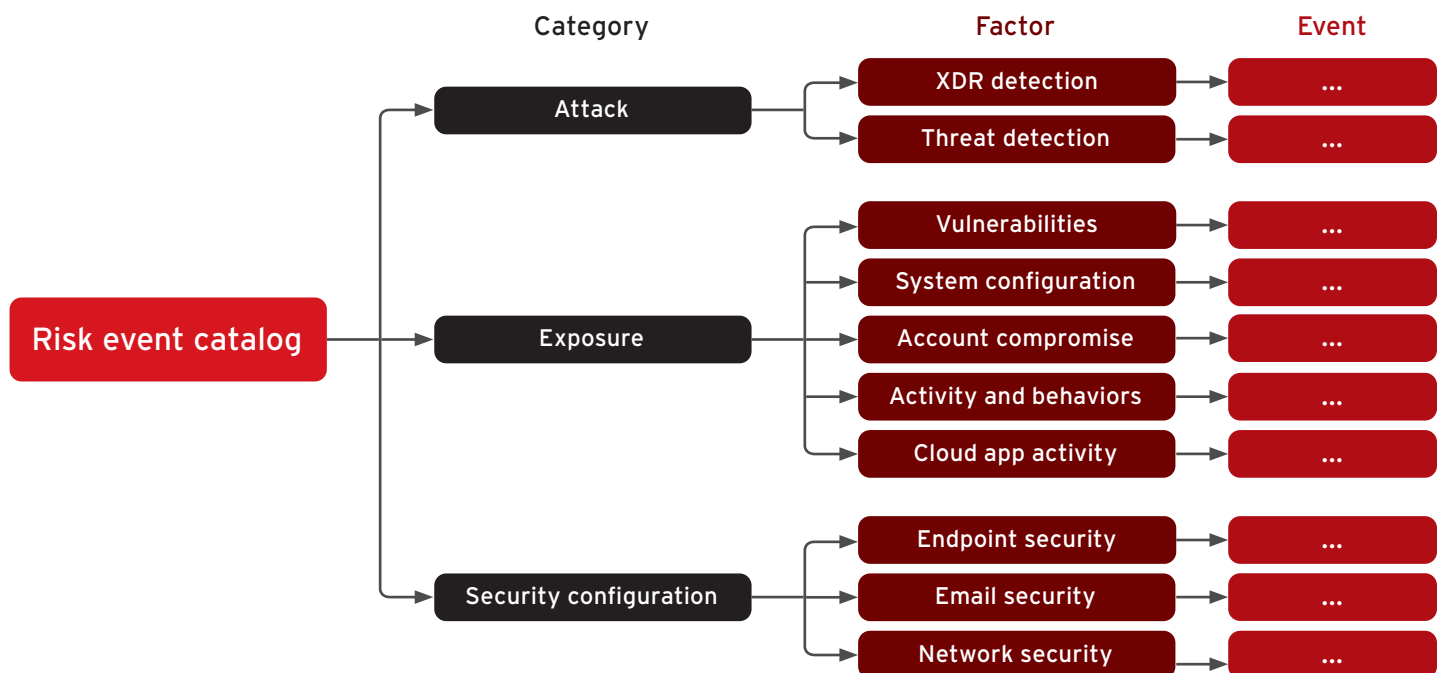 Category
Factor
Event
Risk event catalog
Attack
XDR detection
...
Threat detection
...
Exposure
Vulnerabilities
...
System configuration
...
Account compromise
...
Activity and behaviors
...
Cloud app activity
...
Security configuration
Endpoint security
...
Email security
...
Network security
...